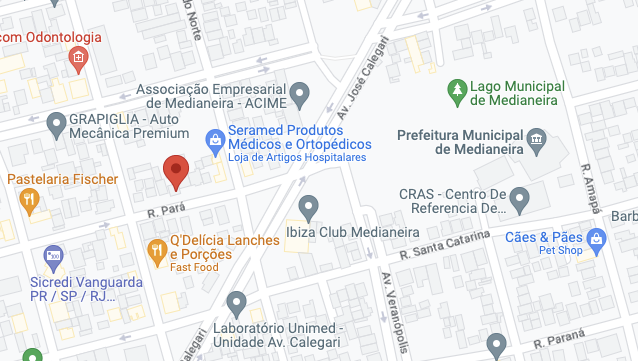 do Norte
com Odontologia
Av. José Calegari
Associação Empresarial
de Medianeira - ACIME
Lago Municipal
de Medianeira
GRAPIGLIA - Auto
Mecânica Premium
Seramed Produtos
Médicos e Ortopédicos
Loja de Artigos Hospitalares
Prefeitura Municipal
de Medianeira
Pastelaria Fischer
R. Pará
CRAS - Centro De
Referencia De...
R. Amapá
Barb
Ibiza Club Medianeira
Q'Delícia Lanches
e Porções
Fast Food
R. Santa Catarina
Cães & Pães
Pet Shop
Sicredi Vanguarda
PR / SP / RJ...
Av. Veranópolis
Laboratório Unimed -
Unidade Av. Calegari
Calegari
R. Paraná